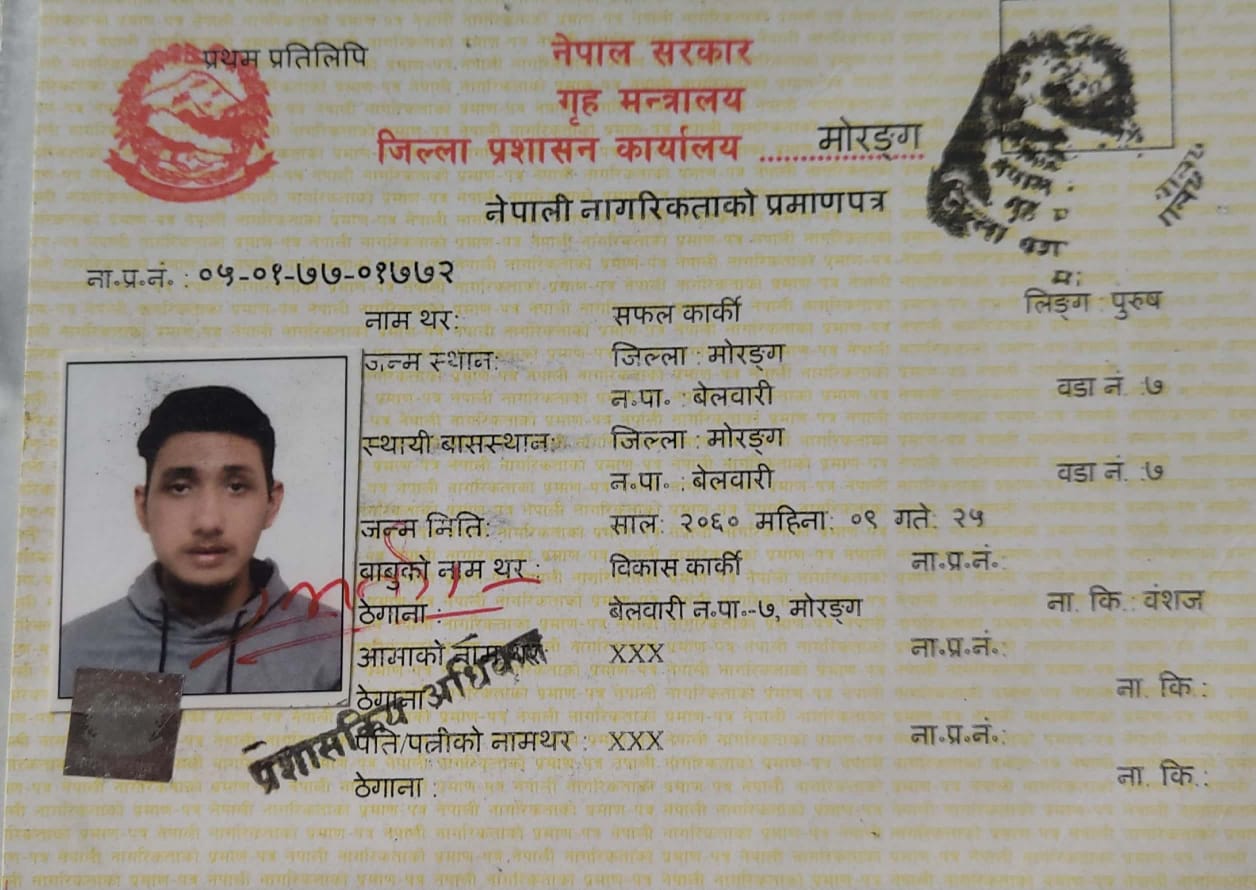 प्रथम प्रतिलिपि
नेपाल सरकार
गृह मन्त्रालय
जिल्ला प्रशासन कार्यालय ........ मोरङ्ग
नेपाली नागरिकताको प्रमाणपत्र
ना.प्र.नं. : ०५-०१-७७-०१७७२
नाम थर: सफल कार्की लिङ्ग : पुरुष
जन्म स्थान: जिल्ला : मोरङ्ग
न.पा. : बेलवारी वडा नं. :७
स्थायी बासस्थान: जिल्ला : मोरङ्ग
न.पा. : बेलवारी वडा नं. :७
जन्म मिति: साल: २०६० महिना: ०९ गते: २५
बाबुको नाम थर : विकास कार्की ना.प्र.नं.:
ठेगाना : बेलवारी न.पा.-७, मोरङ्ग ना. कि.: वंशज
आमाको नाम थर: XXX ना.प्र.नं.:
ठेगाना ना. कि.:
पति/पत्नीको नामथर : XXX ना.प्र.नं.:
ठेगाना : ना. कि.:
प्रशासकिय अधिकृत